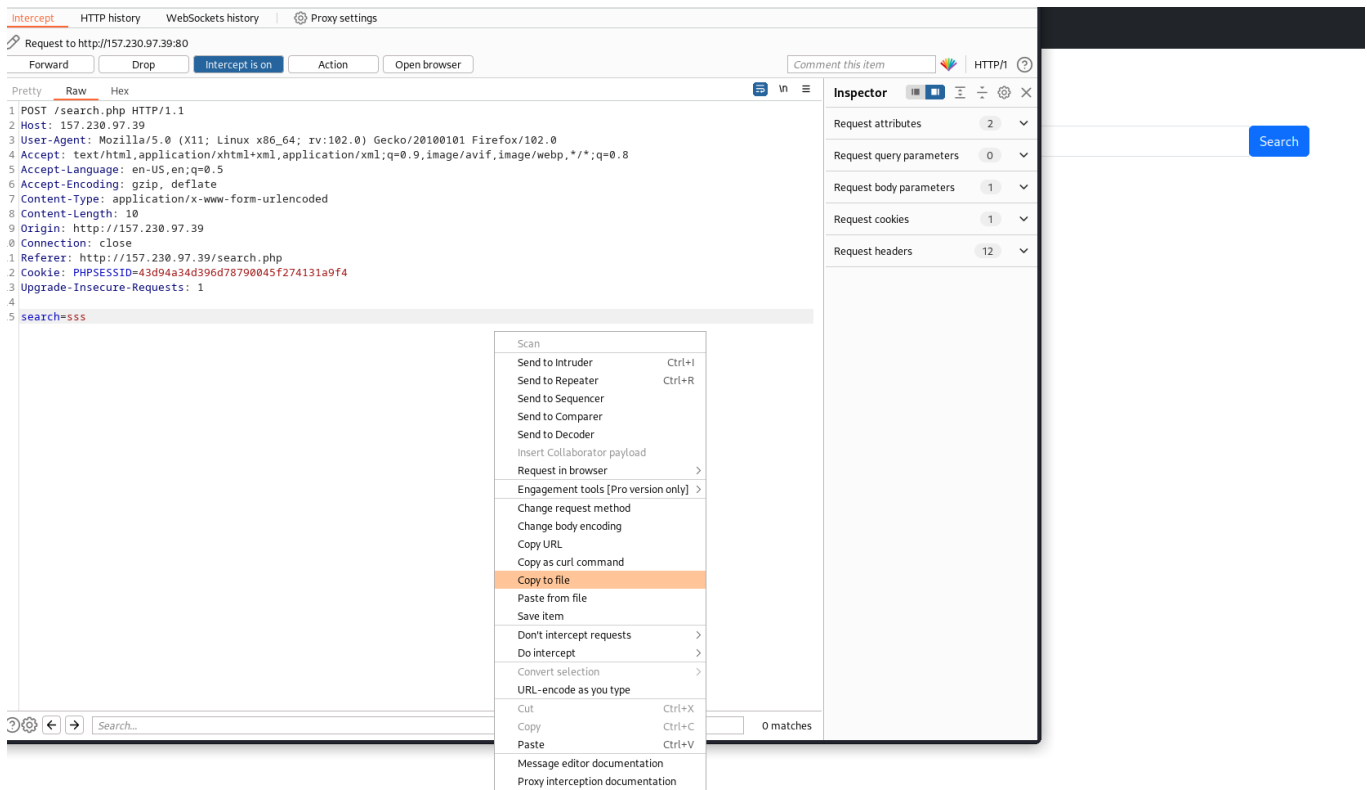 Intercept HTTP history WebSockets history Proxy settings
Request to http://157.230.97.39:80
Forward Drop Intercept is on Action Open browser Comment this item HTTP/1 ?
Pretty Raw Hex \n
1 POST /search.php HTTP/1.1
2 Host: 157.230.97.39
3 User-Agent: Mozilla/5.0 (X11; Linux x86_64; rv:102.0) Gecko/20100101 Firefox/102.0
4 Accept: text/html,application/xhtml+xml,application/xml;q=0.9,image/avif,image/webp,*/*;q=0.8
5 Accept-Language: en-US,en;q=0.5
6 Accept-Encoding: gzip, deflate
7 Content-Type: application/x-www-form-urlencoded
8 Content-Length: 10
9 Origin: http://157.230.97.39
.0 Connection: close
.1 Referer: http://157.230.97.39/search.php
.2 Cookie: PHPSESSID=43d94a34d396d78790045f274131a9f4
.3 Upgrade-Insecure-Requests: 1
.4
.5 search=sss
Inspector
Request attributes 2
Request query parameters 0
Request body parameters 1
Request cookies 1
Request headers 12
Search
Scan
Send to Intruder Ctrl+I
Send to Repeater Ctrl+R
Send to Sequencer
Send to Comparer
Send to Decoder
Insert Collaborator payload
Request in browser
Engagement tools [Pro version only]
Change request method
Change body encoding
Copy URL
Copy as curl command
Copy to file
Paste from file
Save item
Don't intercept requests
Do intercept
Convert selection
URL-encode as you type
Cut Ctrl+X
Copy Ctrl+C
Paste Ctrl+V
Message editor documentation
Proxy interception documentation
? Search... 0 matches